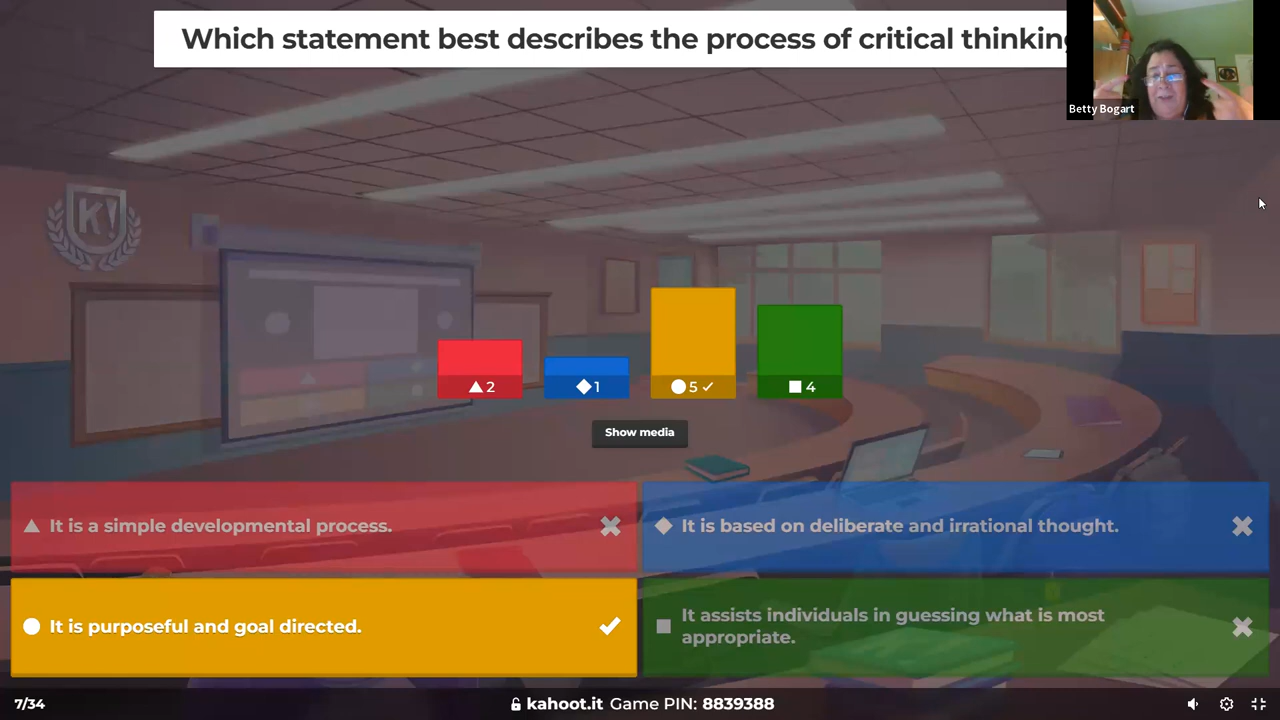 Which statement best describes the process of critical thinking
Betty Bogart
K!
2
1
5
4
Show media
It is a simple developmental process.
It is based on deliberate and irrational thought.
It is purposeful and goal directed.
It assists individuals in guessing what is most
appropriate.
7/34
kahoot.it Game PIN: 8839388